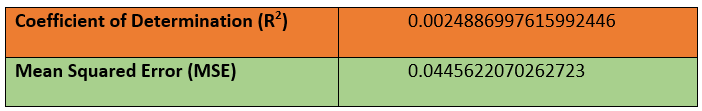 Coefficient of Determination (R²) 0.0024886997615992446
Mean Squared Error (MSE) 0.0445622070262723